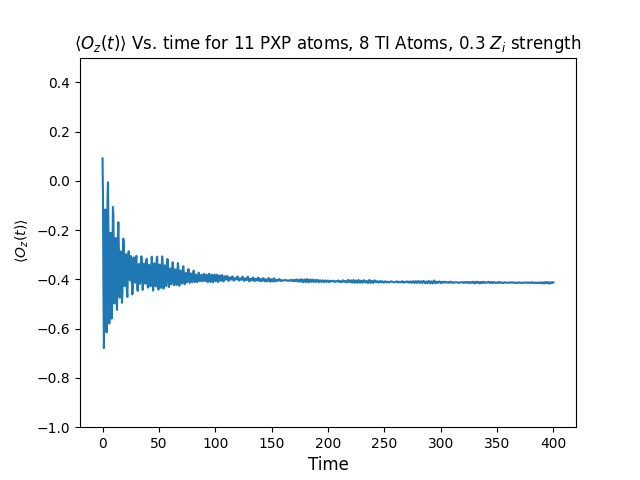 ⟨O_z(t)⟩ Vs. time for 11 PXP atoms, 8 TI Atoms, 0.3 Z_i strength
0.4
0.2
0.0
−0.2
−0.4
−0.6
−0.8
−1.0
⟨O_z(t)⟩
0 50 100 150 200 250 300 350 400
Time